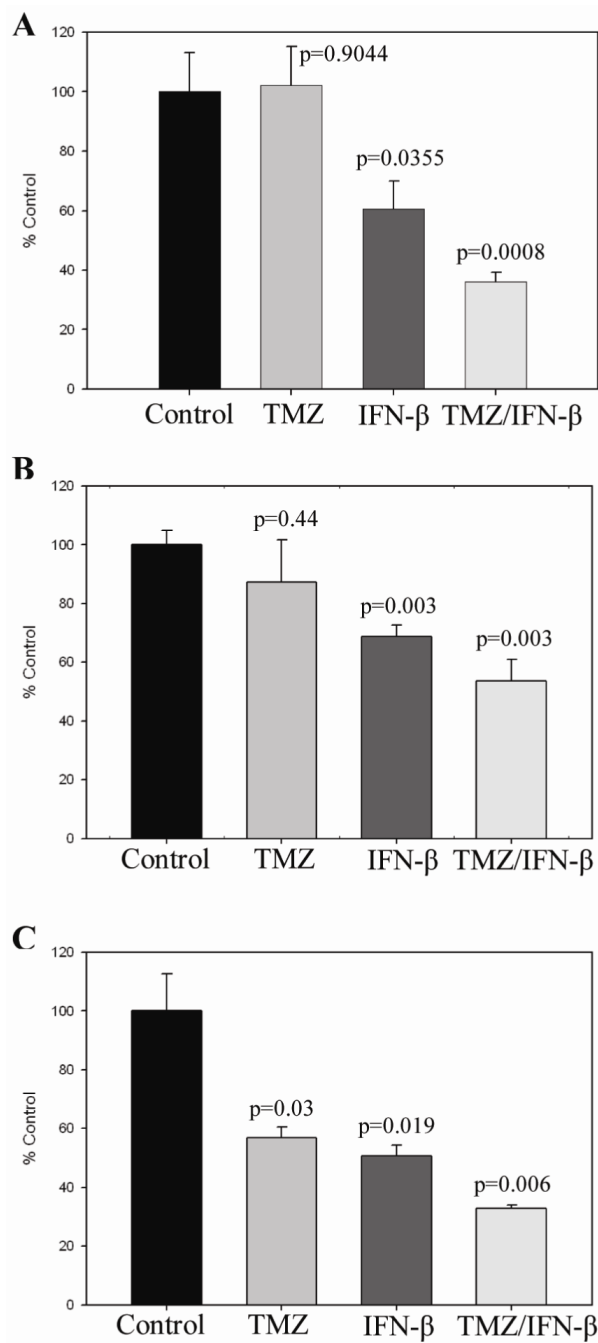 A
120
p=0.9044
100
80
p=0.0355
% Control
60
p=0.0008
40
20
0
Control TMZ IFN-β TMZ/IFN-β
B
120
p=0.44
100
80
p=0.003
p=0.003
% Control
60
40
20
0
Control TMZ IFN-β TMZ/IFN-β
C
120
100
80
% Control
p=0.03
60
p=0.019
p=0.006
40
20
0
Control TMZ IFN-β TMZ/IFN-β